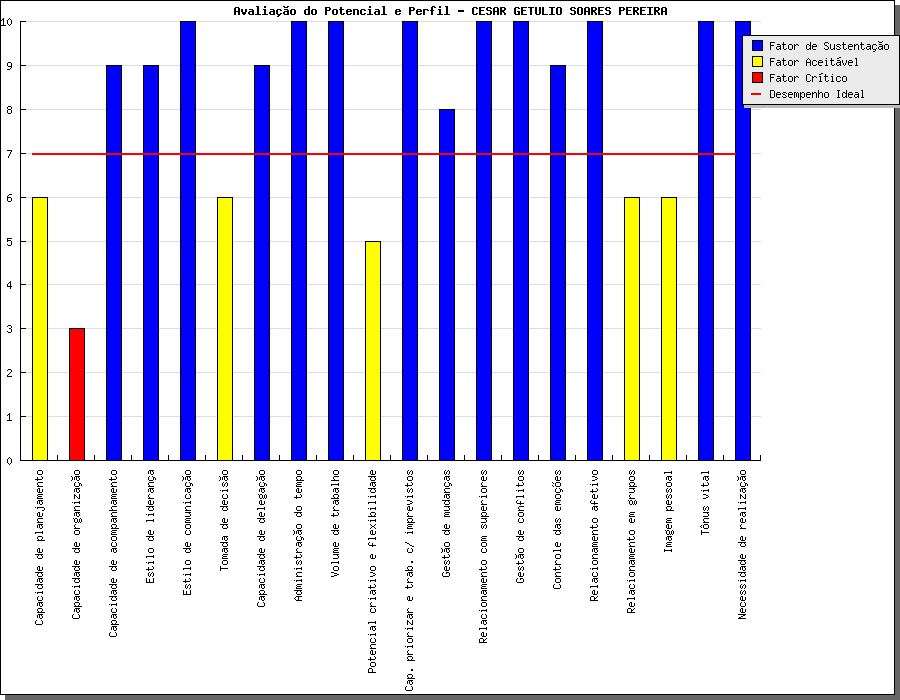 Avaliação do Potencial e Perfil - CESAR GETULIO SOARES PEREIRA
Fator de Sustentação
Fator Aceitável
Fator Crítico
Desempenho Ideal
10
9
8
7
6
5
4
3
2
1
0
Capacidade de planejamento
Capacidade de organização
Capacidade de acompanhamento
Estilo de liderança
Estilo de comunicação
Tomada de decisão
Capacidade de delegação
Administração do tempo
Volume de trabalho
Potencial criativo e flexibilidade
Cap. priorizar e trab. c/ imprevistos
Gestão de mudanças
Relacionamento com superiores
Gestão de conflitos
Controle das emoções
Relacionamento afetivo
Relacionamento em grupos
Imagem pessoal
Tônus vital
Necessidade de realização